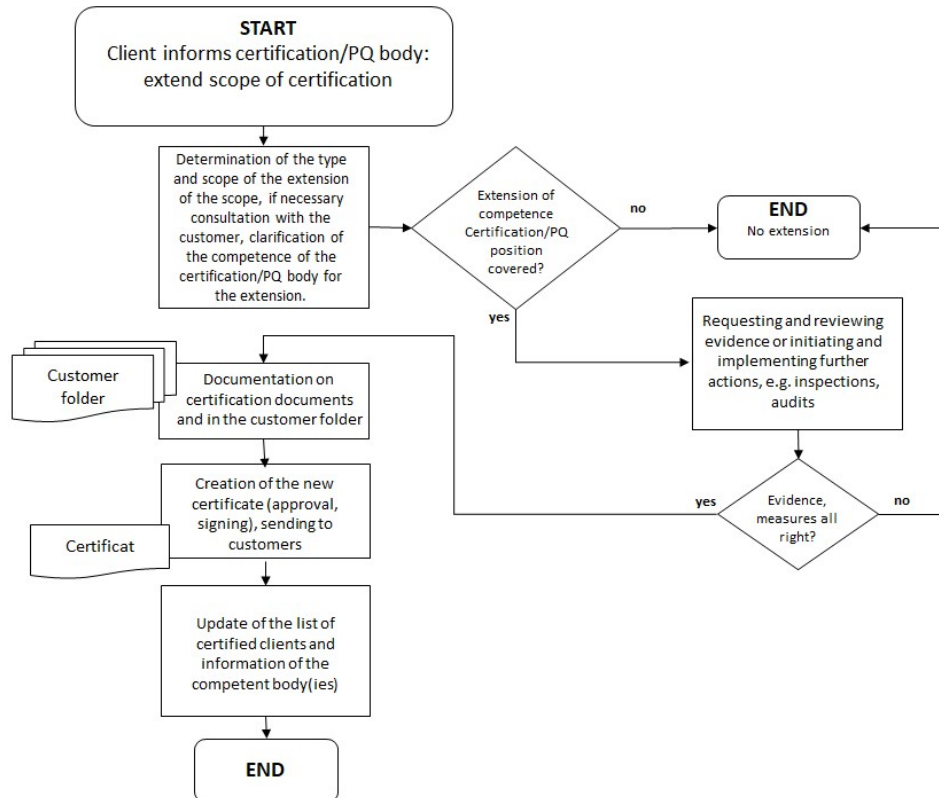 START
Client informs certification/PQ body:
extend scope of certification
Determination of the type
and scope of the extension
of the scope, if necessary
consultation with the
customer, clarification of
the competence of the
certification/PQ body for
the extension.
Extension of
competence
Certification/PQ
position
covered?
no
END
No extension
yes
Requesting and reviewing
evidence or initiating and
implementing further
actions, e.g. inspections,
audits
Customer
folder
Documentation on
certification documents
and in the customer folder
yes
Evidence,
measures all
right?
no
Creation of the new
certificate (approval,
signing), sending to
customers
Certificat
Update of the list of
certified clients and
information of the
competent body(ies)
END